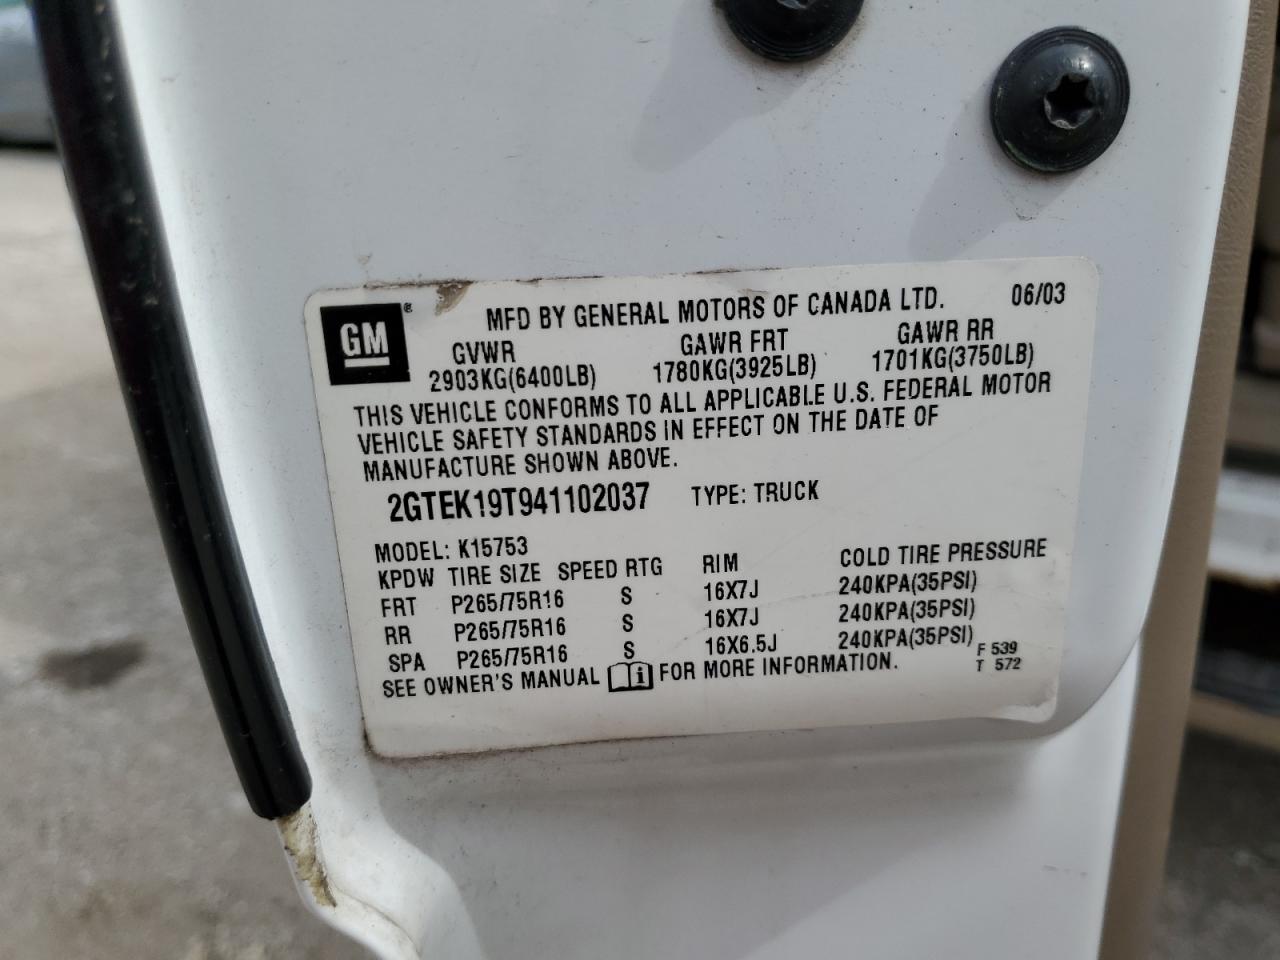 GM ® MFD BY GENERAL MOTORS OF CANADA LTD. 06/03
GVWR GAWR FRT GAWR RR
2903KG(6400LB) 1780KG(3925LB) 1701KG(3750LB)
THIS VEHICLE CONFORMS TO ALL APPLICABLE U.S. FEDERAL MOTOR
VEHICLE SAFETY STANDARDS IN EFFECT ON THE DATE OF
MANUFACTURE SHOWN ABOVE.
2GTEK19T941102037 TYPE: TRUCK
MODEL: K15753
KPDW TIRE SIZE SPEED RTG RIM COLD TIRE PRESSURE
FRT P265/75R16 S 16X7J 240KPA(35PSI)
RR P265/75R16 S 16X7J 240KPA(35PSI)
SPA P265/75R16 S 16X6.5J 240KPA(35PSI)
SEE OWNER'S MANUAL i FOR MORE INFORMATION.
F 539
T 572